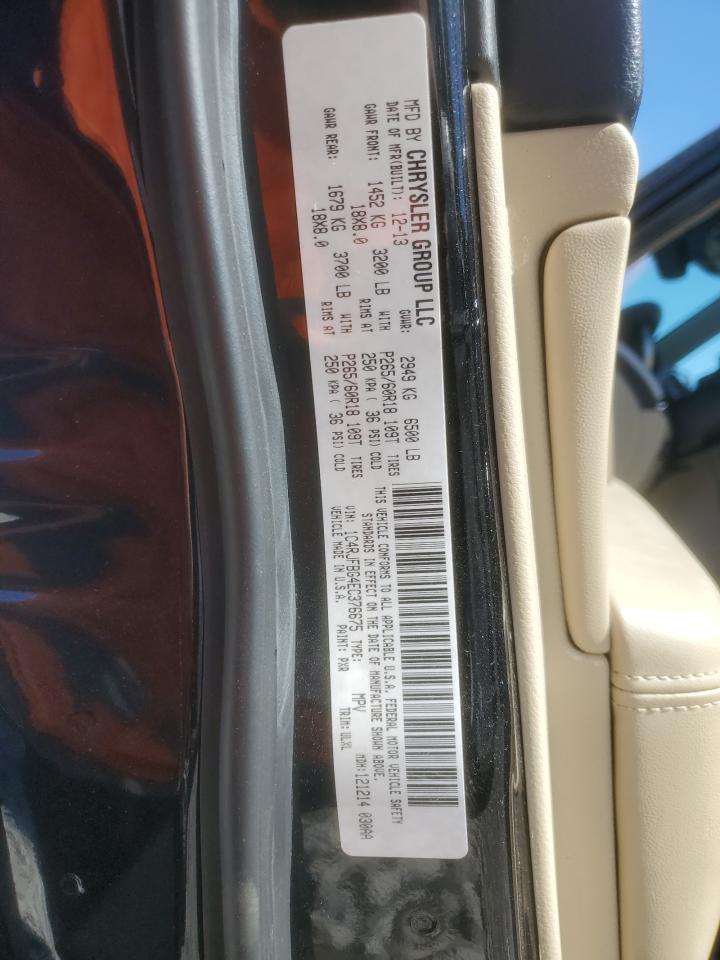 MFD BY CHRYSLER GROUP LLC
DATE OF MFR(BUILT): 12-13 GVWR: 2949 KG 6500 LB
GAWR FRONT: 1452 KG 3200 LB WITH P265/60R18 109T TIRES
18X8.0 RIMS AT 250 KPA ( 36 PSI) COLD
GAWR REAR: 1679 KG 3700 LB WITH P265/60R18 109T TIRES
18X8.0 RIMS AT 250 KPA ( 36 PSI) COLD
THIS VEHICLE CONFORMS TO ALL APPLICABLE U.S.A. FEDERAL MOTOR VEHICLE SAFETY
STANDARDS IN EFFECT ON THE DATE OF MANUFACTURE SHOWN ABOVE.
VIN: 1C4RJFBG4EC376675 TYPE: MPV MDH:121214 030AA
VEHICLE MADE IN U.S.A. PAINT: PXR TRIM: ULXL